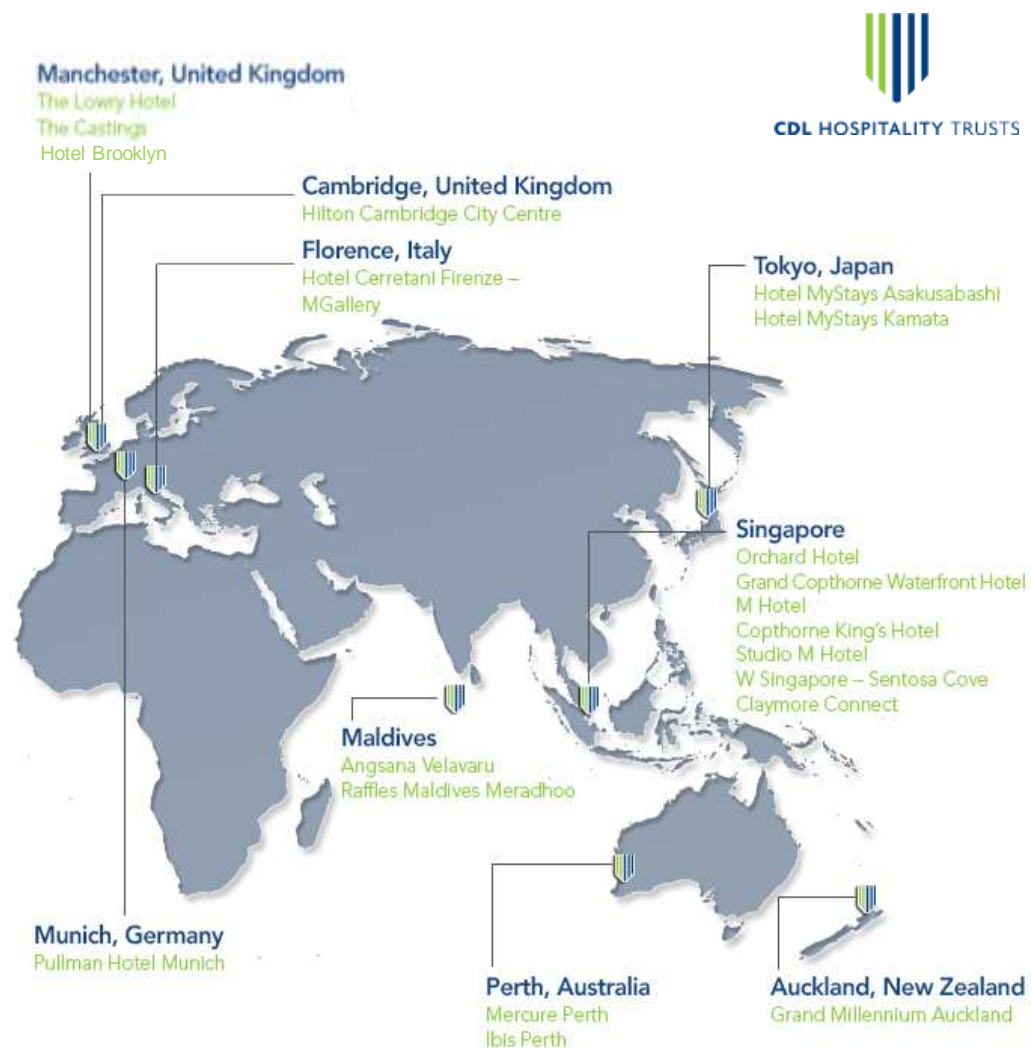 CDL HOSPITALITY TRUSTS
Manchester, United Kingdom
The Lowry Hotel
The Castings
Hotel Brooklyn
Cambridge, United Kingdom
Hilton Cambridge City Centre
Florence, Italy
Hotel Cerretani Firenze –
MGallery
Tokyo, Japan
Hotel MyStays Asakusabashi
Hotel MyStays Kamata
Singapore
Orchard Hotel
Grand Copthorne Waterfront Hotel
M Hotel
Copthorne King's Hotel
Studio M Hotel
W Singapore – Sentosa Cove
Claymore Connect
Maldives
Angsana Velavaru
Raffles Maldives Meradhoo
Munich, Germany
Pullman Hotel Munich
Perth, Australia
Mercure Perth
Ibis Perth
Auckland, New Zealand
Grand Millennium Auckland